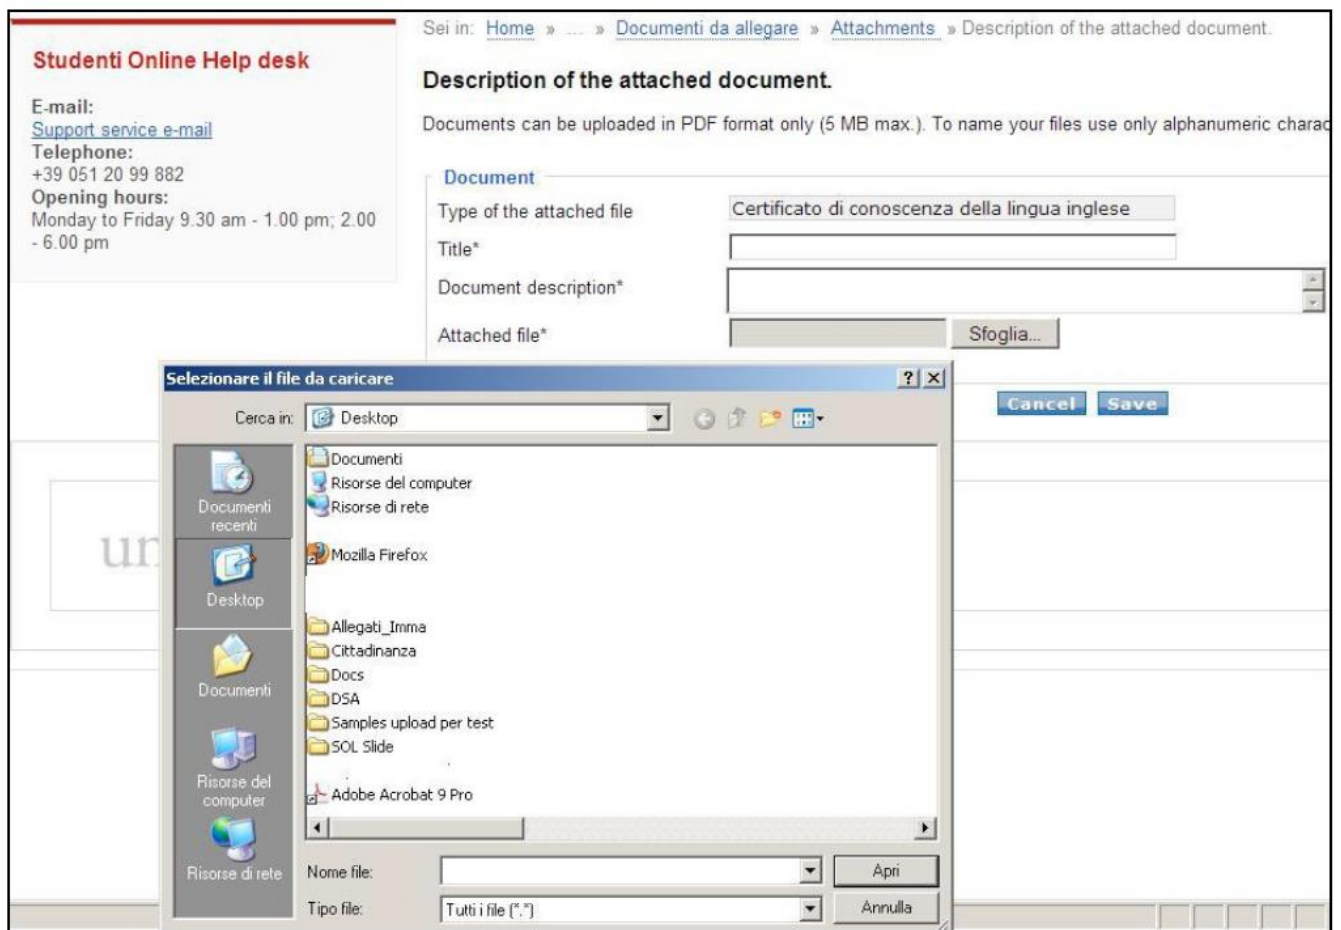 Sei in: Home » ... » Documenti da allegare » Attachments » Description of the attached document.
Studenti Online Help desk
E-mail:
Support service e-mail
Telephone:
+39 051 20 99 882
Opening hours:
Monday to Friday 9.30 am - 1.00 pm; 2.00
- 6.00 pm
Description of the attached document.
Documents can be uploaded in PDF format only (5 MB max.). To name your files use only alphanumeric charac
Document
Type of the attached file Certificato di conoscenza della lingua inglese
Title*
Document description*
Attached file* Sfoglia...
Cancel Save
Selezionare il file da caricare
Cerca in: Desktop
Documenti recenti
Desktop
Documenti
Risorse del computer
Risorse di rete
Documenti
Risorse del computer
Risorse di rete
Mozilla Firefox
Allegati_Imma
Cittadinanza
Docs
DSA
Samples upload per test
SOL Slide
Adobe Acrobat 9 Pro
Nome file: Apri
Tipo file: Tutti i file (*.*) Annulla